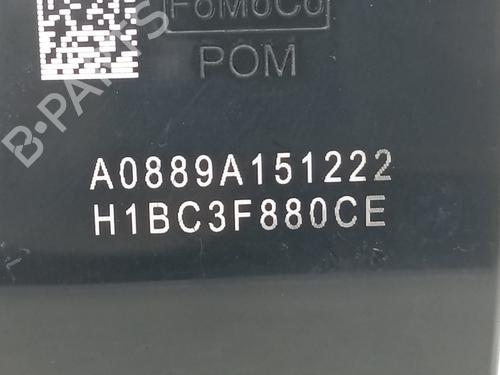 FoMoCo
POM
A0889A151222
H1BC3F880CE
B-PARTS